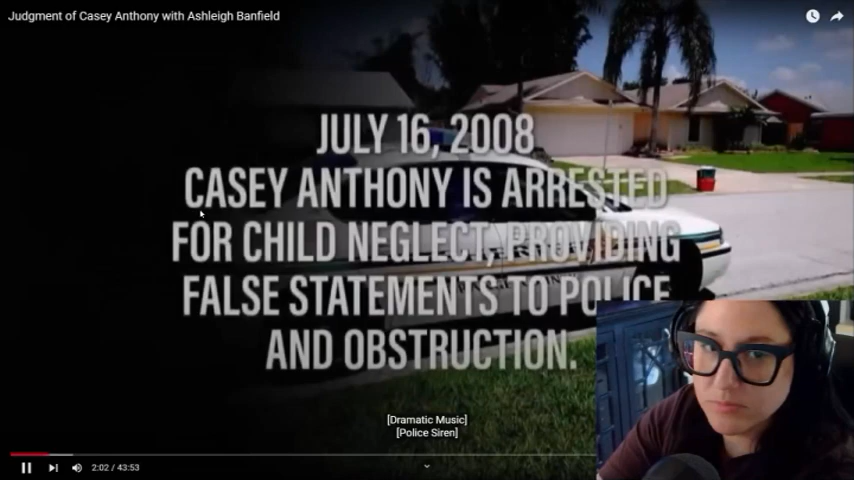 Judgment of Casey Anthony with Ashleigh Banfield
JULY 16, 2008
CASEY ANTHONY IS ARRESTED
FOR CHILD NEGLECT, PROVIDING
FALSE STATEMENTS TO POLICE
AND OBSTRUCTION.
[Dramatic Music]
[Police Siren]
2:02 / 43:53